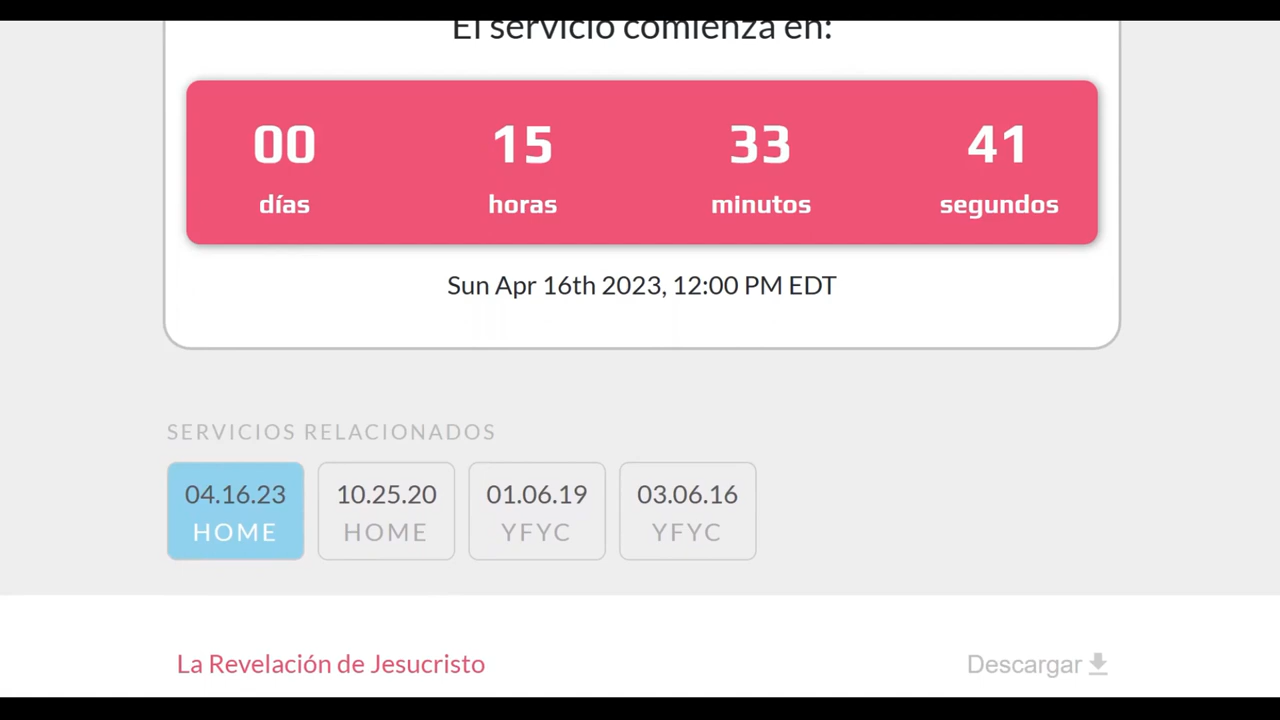 El servicio comienza en:
00 15 33 41
días horas minutos segundos
Sun Apr 16th 2023, 12:00 PM EDT
SERVICIOS RELACIONADOS
04.16.23 10.25.20 01.06.19 03.06.16
HOME HOME YFYC YFYC
La Revelación de Jesucristo Descargar